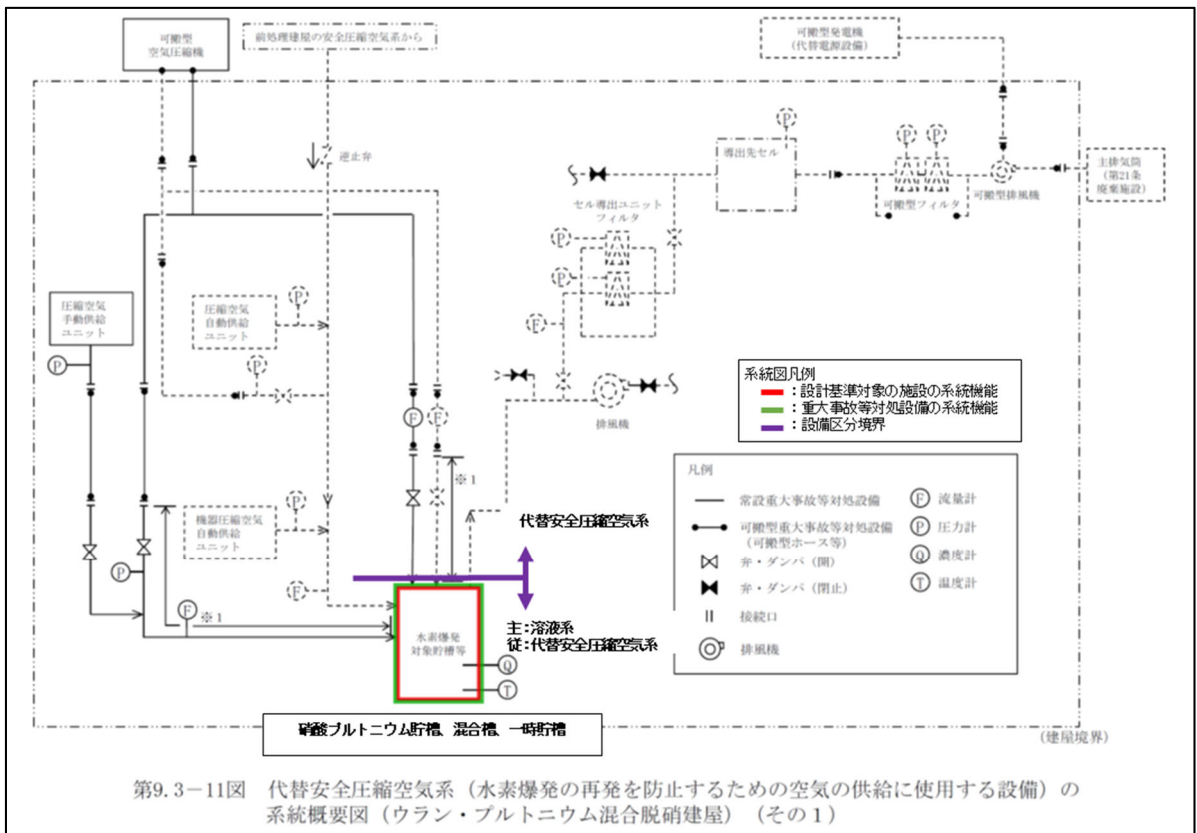 可搬型
空気圧縮機
前処理建屋の安全圧縮空気系から
可搬型発電機
(代替電源設備)
逆止弁
P
導出先セル
P
P
可搬型フィルタ
可搬型排風機
主排気筒
(第21条
廃棄施設)
セル導出ユニット
フィルタ
P
P
F
圧縮空気
手動供給
ユニット
P
圧縮空気
自動供給
ユニット
P
P
F
F
排風機
系統図凡例
:設計基準対象の施設の系統機能
:重大事故等対処設備の系統機能
:設備区分境界
凡例
常設重大事故等対処設備
可搬型重大事故等対処設備
(可搬型ホース等)
弁・ダンパ(開)
弁・ダンパ(閉止)
接続口
排風機
F 流量計
P 圧力計
Q 濃度計
T 温度計
※1
機器圧縮空気
自動供給
ユニット
P
F
代替安全圧縮空気系
主:溶液系
従:代替安全圧縮空気系
P
F
※1
水素爆発
対象貯槽等
Q
T
硝酸プルトニウム貯槽、混合槽、一時貯槽
(建屋境界)
第9.3-11図 代替安全圧縮空気系(水素爆発の再発を防止するための空気の供給に使用する設備)の
系統概要図(ウラン・プルトニウム混合脱硝建屋)(その1)